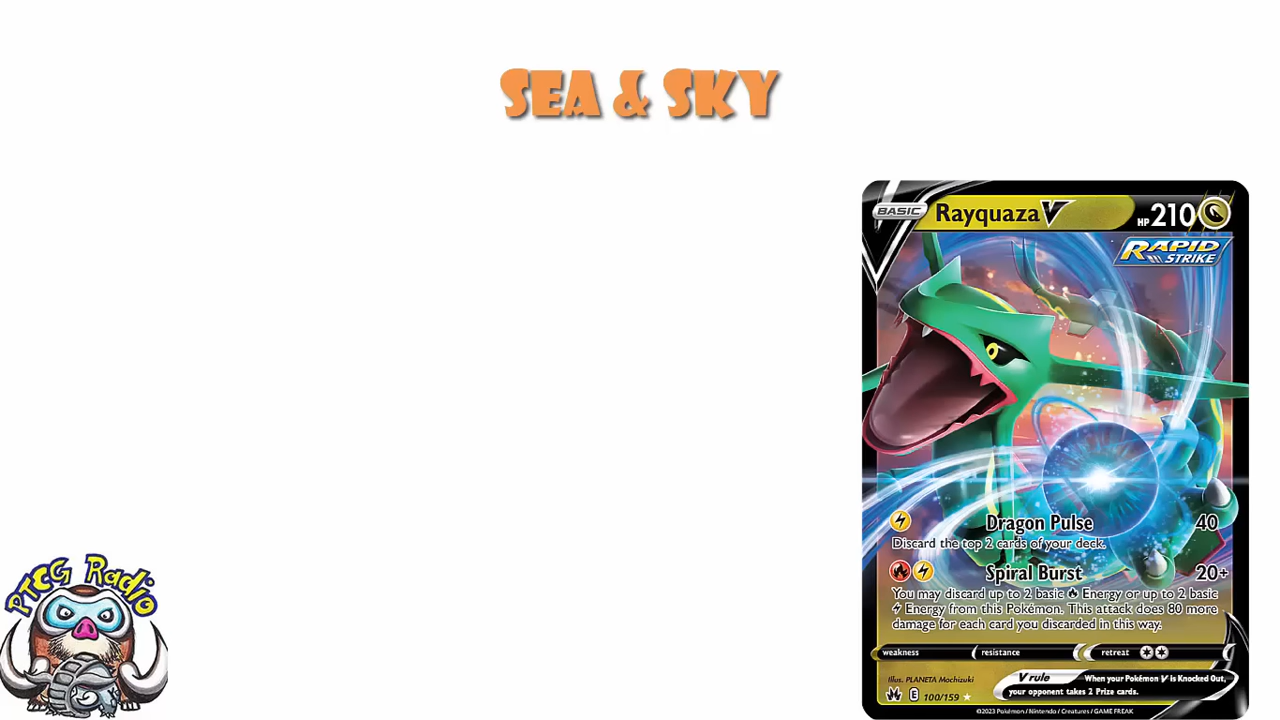 SEA & SKY
BASIC Rayquaza V HP 210
RAPID STRIKE
Dragon Pulse 40
Discard the top 2 cards of your deck.
Spiral Burst 20+
You may discard up to 2 basic Energy or up to 2 basic
Energy from this Pokémon. This attack does 80 more
damage for each card you discarded in this way.
weakness resistance retreat
Illus. PLANETA Mochizuki
V rule When your Pokémon V is Knocked Out,
your opponent takes 2 Prize cards.
E 100/159
©2023 Pokémon / Nintendo / Creatures / GAME FREAK
PTCG Radio